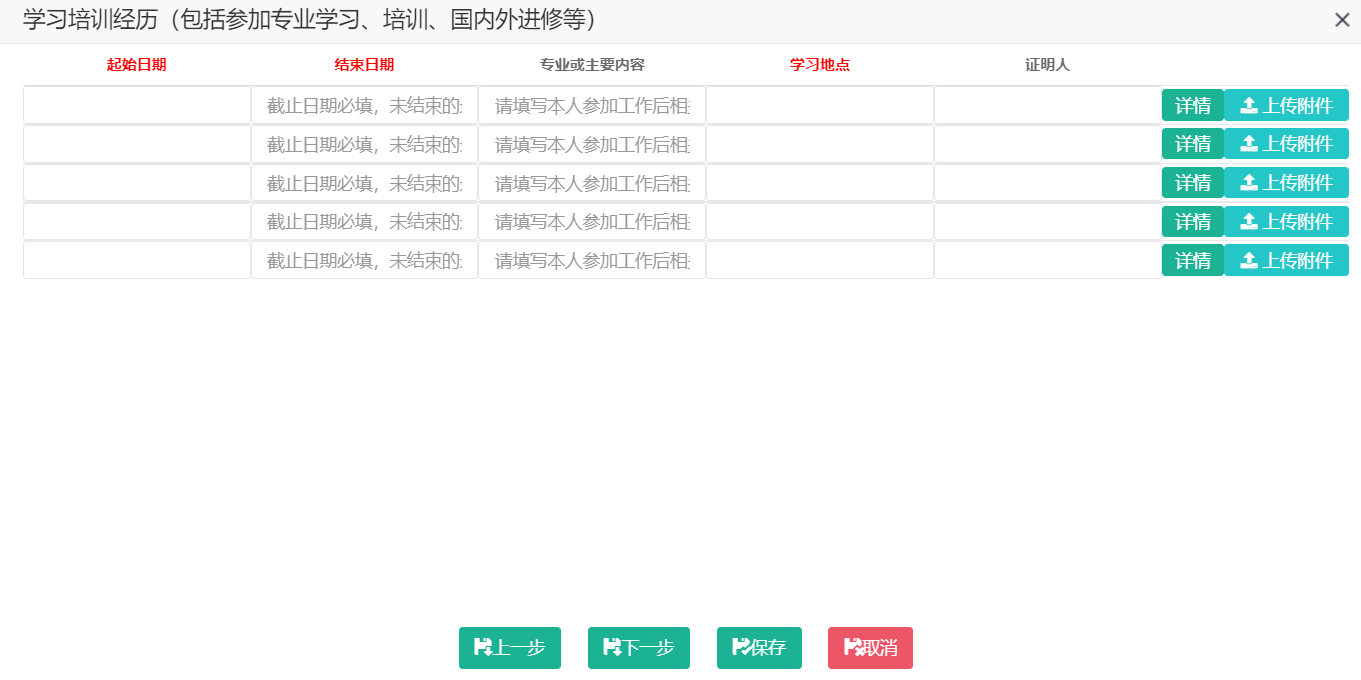 学习培训经历（包括参加专业学习、培训、国内外进修等）
起始日期 结束日期 专业或主要内容 学习地点 证明人
截止日期必填，未结束的 请填写本人参加工作后相 详情 上传附件
截止日期必填，未结束的 请填写本人参加工作后相 详情 上传附件
截止日期必填，未结束的 请填写本人参加工作后相 详情 上传附件
截止日期必填，未结束的 请填写本人参加工作后相 详情 上传附件
截止日期必填，未结束的 请填写本人参加工作后相 详情 上传附件
上一步 下一步 保存 取消